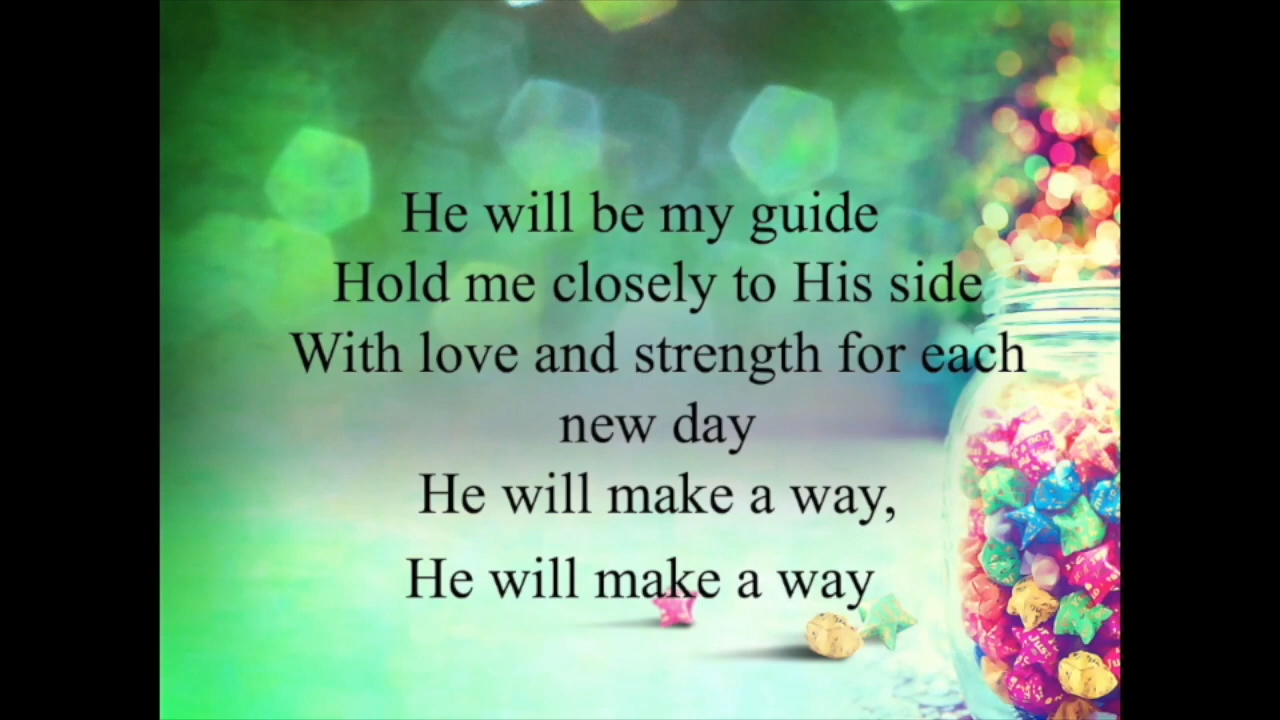 He will be my guide
Hold me closely to His side
With love and strength for each
new day
He will make a way,
He will make a way